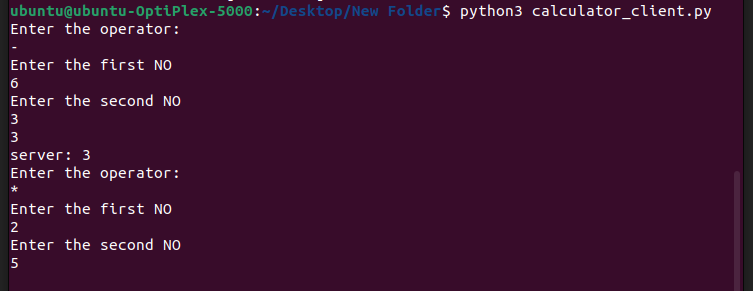 ubuntu@ubuntu-OptiPlex-5000:~/Desktop/New Folder$ python3 calculator_client.py
Enter the operator:
-
Enter the first NO
6
Enter the second NO
3
3
server: 3
Enter the operator:
*
Enter the first NO
2
Enter the second NO
5